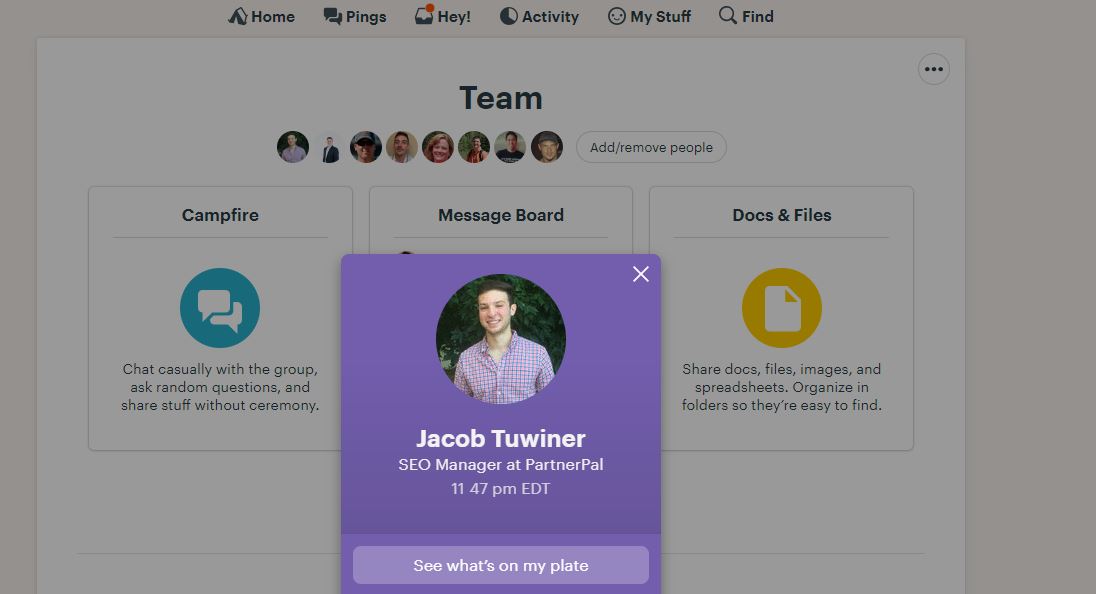 Home Pings Hey! Activity My Stuff Find
Team
Add/remove people
Campfire
Message Board
Docs & Files
Chat casually with the group,
ask random questions, and
share stuff without ceremony.
Share docs, files, images, and
spreadsheets. Organize in
folders so they're easy to find.
Jacob Tuwiner
SEO Manager at PartnerPal
11 47 pm EDT
See what's on my plate